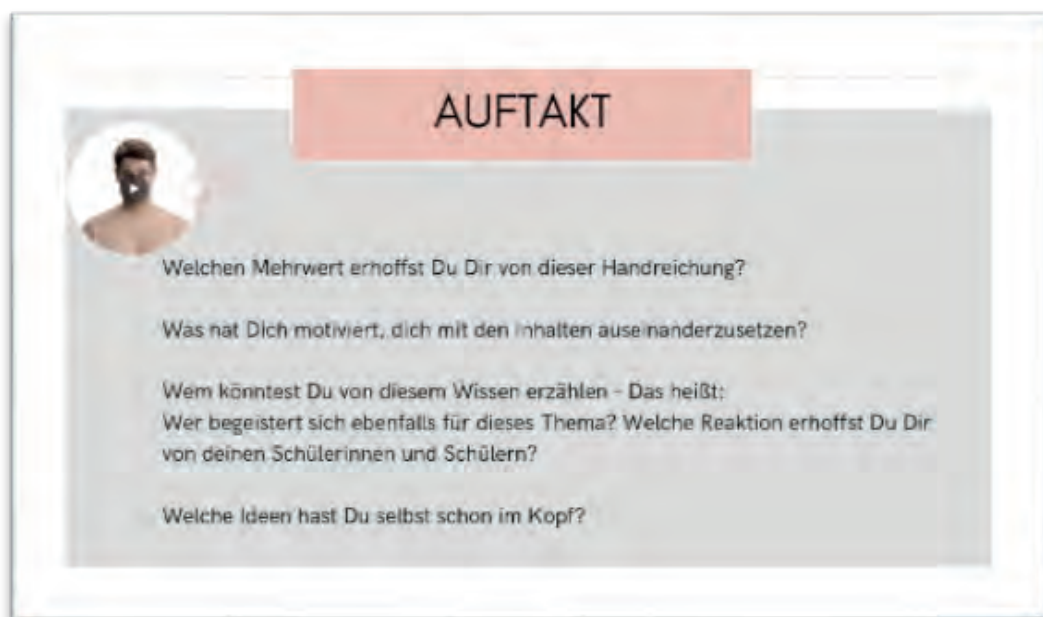 AUFTAKT
Welchen Mehrwert erhoffst Du Dir von dieser Handreichung?
Was hat Dich motiviert, dich mit den Inhalten auseinanderzusetzen?
Wem könntest Du von diesem Wissen erzählen - Das heißt:
Wer begeistert sich ebenfalls für dieses Thema? Welche Reaktion erhoffst Du Dir
von deinen Schülerinnen und Schülern?
Welche Ideen hast Du selbst schon im Kopf?